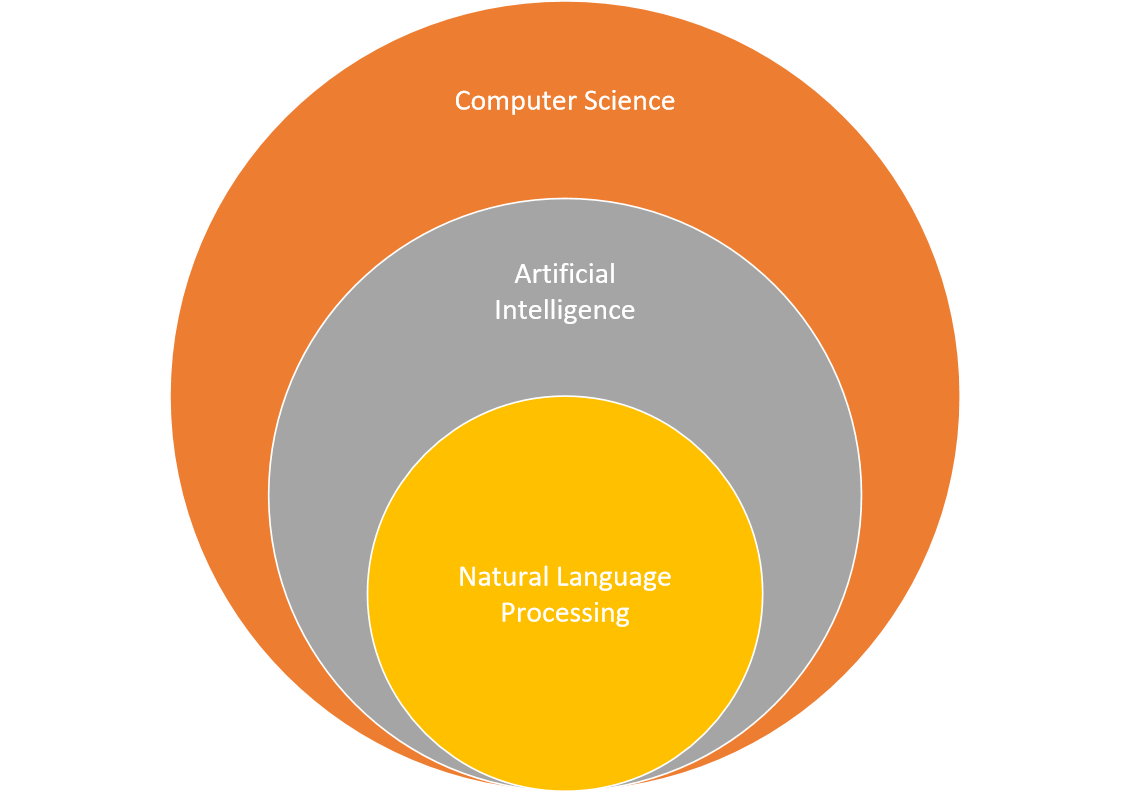 Computer Science
Artificial
Intelligence
Natural Language
Processing